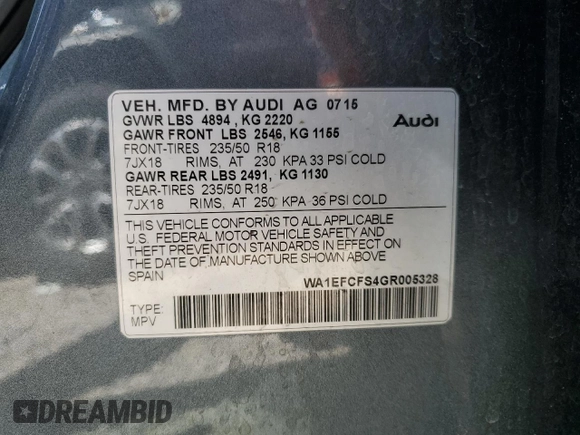 VEH. MFD. BY AUDI AG 0715
GVWR LBS 4894 , KG 2220
Audi
GAWR FRONT LBS 2546, KG 1155
FRONT-TIRES 235/50 R18
7JX18 RIMS, AT 230 KPA 33 PSI COLD
GAWR REAR LBS 2491, KG 1130
REAR-TIRES 235/50 R18
7JX18 RIMS, AT 250 KPA 36 PSI COLD
THIS VEHICLE CONFORMS TO ALL APPLICABLE
U.S. FEDERAL MOTOR VEHICLE SAFETY AND
THEFT PREVENTION STANDARDS IN EFFECT ON
THE DATE OF MANUFACTURE SHOWN ABOVE
SPAIN
WA1EFCFS4GR005328
TYPE:
MPV
DREAMBID